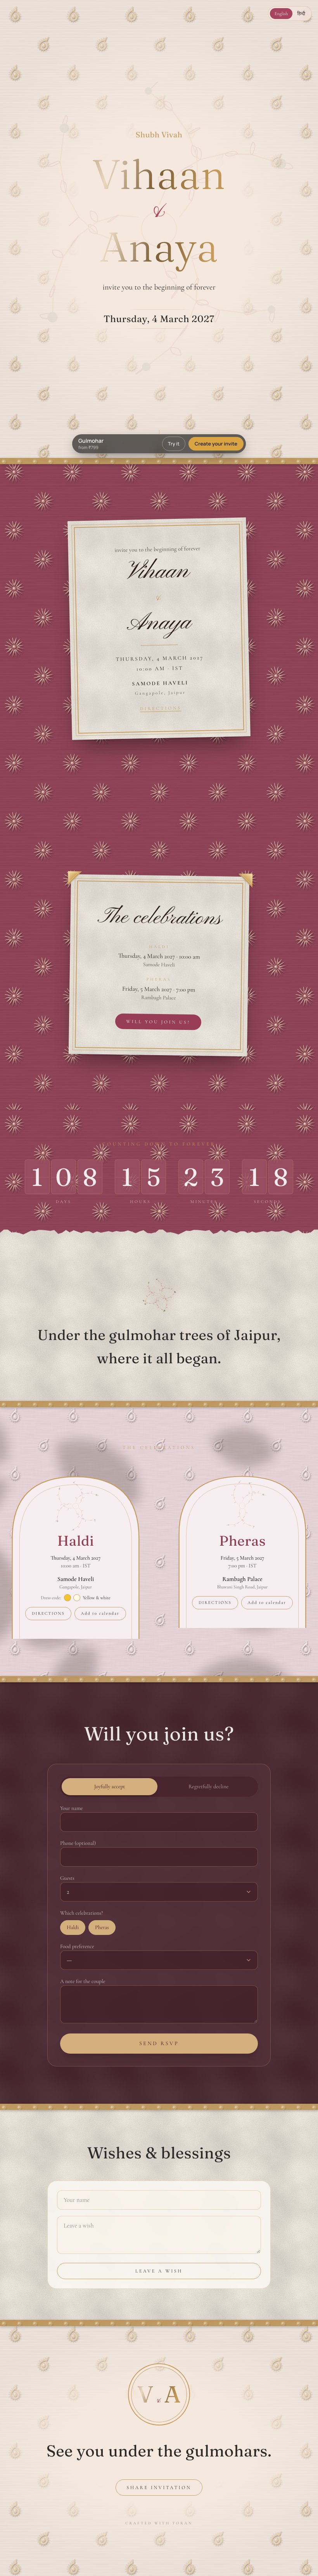 English
हिन्दी
Shubh Vivah
Vihaan
&
Anaya
invite you to the beginning of forever
Thursday, 4 March 2027
Gulmohar
from ₹799
Try it
Create your invite
invite you to the beginning of forever
Vihaan
&
Anaya
THURSDAY, 4 MARCH 2027
10:00 AM · IST
SAMODE HAVELI
Gangapole, Jaipur
DIRECTIONS
The celebrations
HALDI
Thursday, 4 March 2027 · 10:00 am
Samode Haveli
PHERAS
Friday, 5 March 2027 · 7:00 pm
Rambagh Palace
WILL YOU JOIN US?
COUNTING DOWN TO FOREVER
108 15 23 18
DAYS HOURS MINUTES SECONDS
Under the gulmohar trees of Jaipur,
where it all began.
THE CELEBRATIONS
Haldi
Thursday, 4 March 2027
10:00 am · IST
Samode Haveli
Gangapole, Jaipur
Dress code: Yellow & white
DIRECTIONS
Add to calendar
Pheras
Friday, 5 March 2027
7:00 pm · IST
Rambagh Palace
Bhawani Singh Road, Jaipur
DIRECTIONS
Add to calendar
Will you join us?
Joyfully accept
Regretfully decline
Your name
Phone (optional)
Guests
2
Which celebrations?
Haldi
Pheras
Food preference
—
A note for the couple
SEND RSVP
Wishes & blessings
Your name
Leave a wish
LEAVE A WISH
V & A
See you under the gulmohars.
SHARE INVITATION